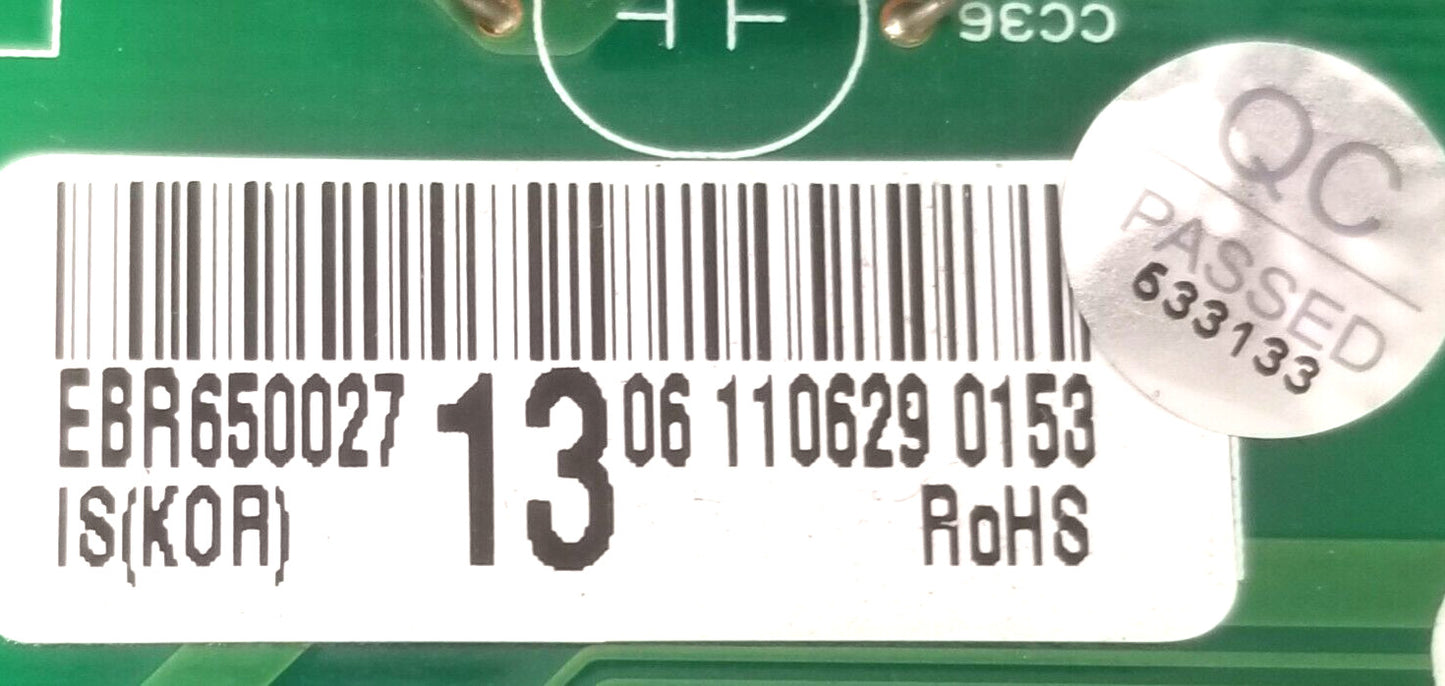 CC36
EBR650027 13 06 110629 0153
IS(KOR) RoHS
QC
PASSED
633133